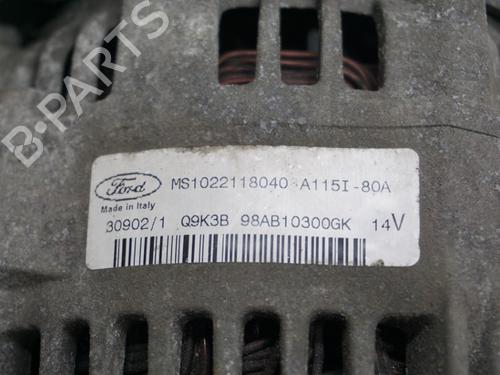 B-PARTS
Ford
Made in Italy
MS1022118040 A115I-80A
30902/1 Q9K3B 98AB10300GK 14V